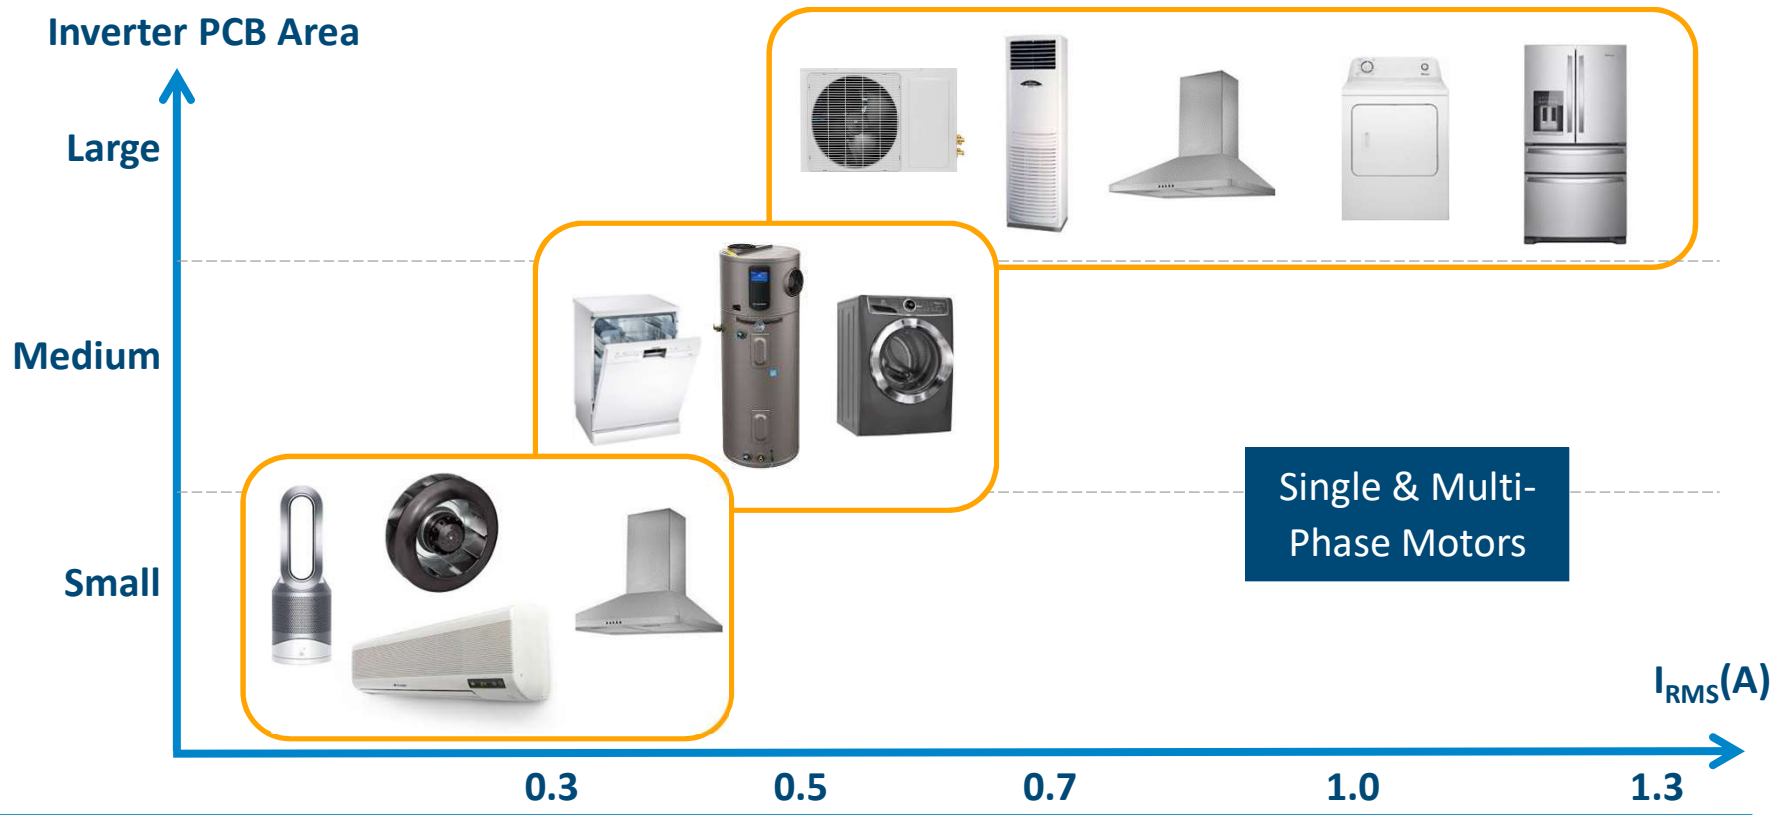 Inverter PCB Area
Large
Medium
Small
Single & Multi-
Phase Motors
I_RMS(A)
0.3 0.5 0.7 1.0 1.3